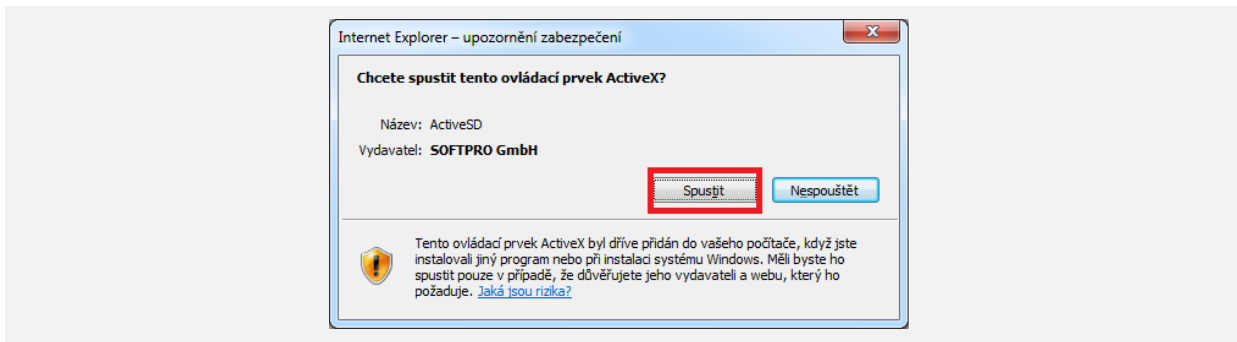 Internet Explorer – upozornění zabezpečení
Chcete spustit tento ovládací prvek ActiveX?
Název: ActiveSD
Vydavatel: SOFTPRO GmbH
Spustit Nespouštět
Tento ovládací prvek ActiveX byl dříve přidán do vašeho počítače, když jste
instalovali jiný program nebo při instalaci systému Windows. Měli byste ho
spustit pouze v případě, že důvěřujete jeho vydavateli a webu, který ho
požaduje. Jaká jsou rizika?